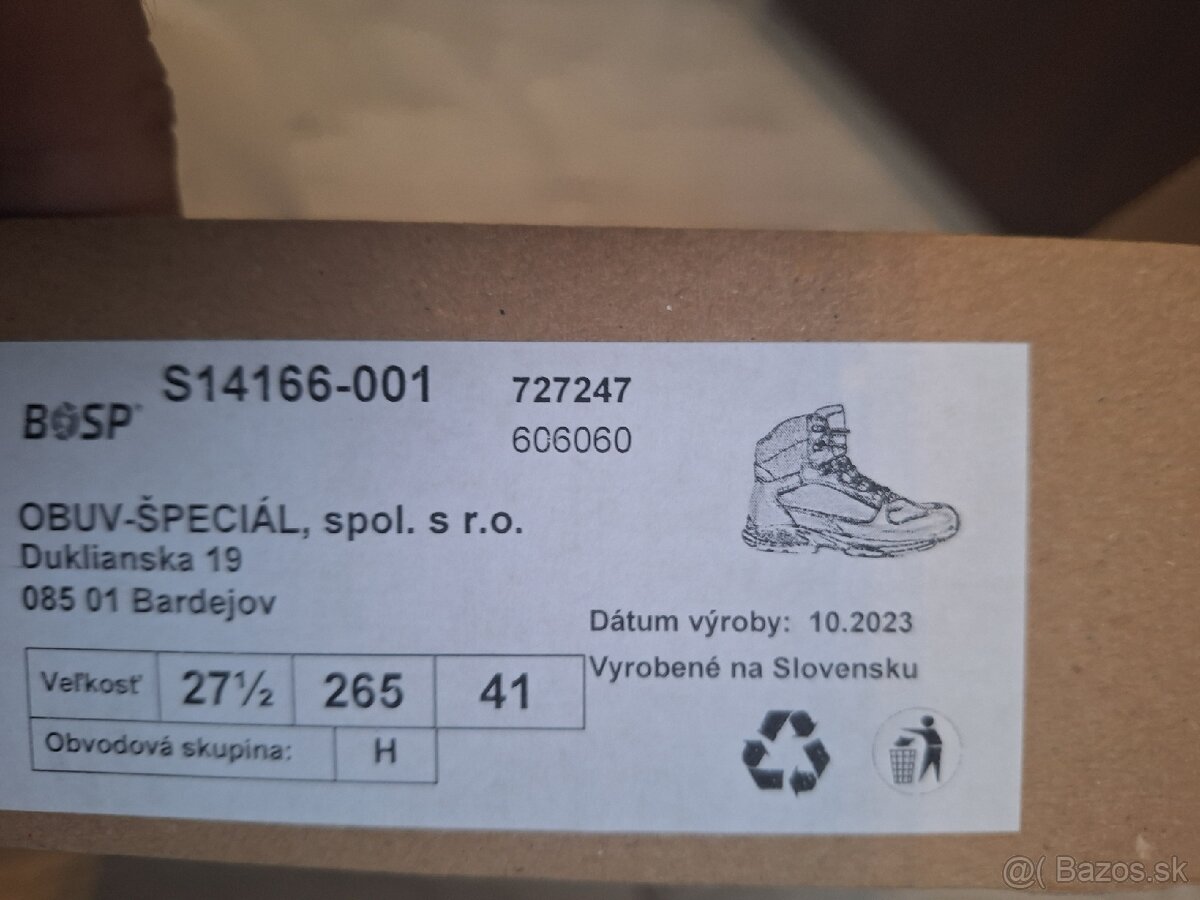 S14166-001
727247
BOSP
606060
OBUV-ŠPECIÁL, spol. s r.o.
Duklianska 19
085 01 Bardejov
Dátum výroby: 10.2023
Vyrobené na Slovensku
Veľkosť 27½ 265 41
Obvodová skupina: H
@( Bazos.sk